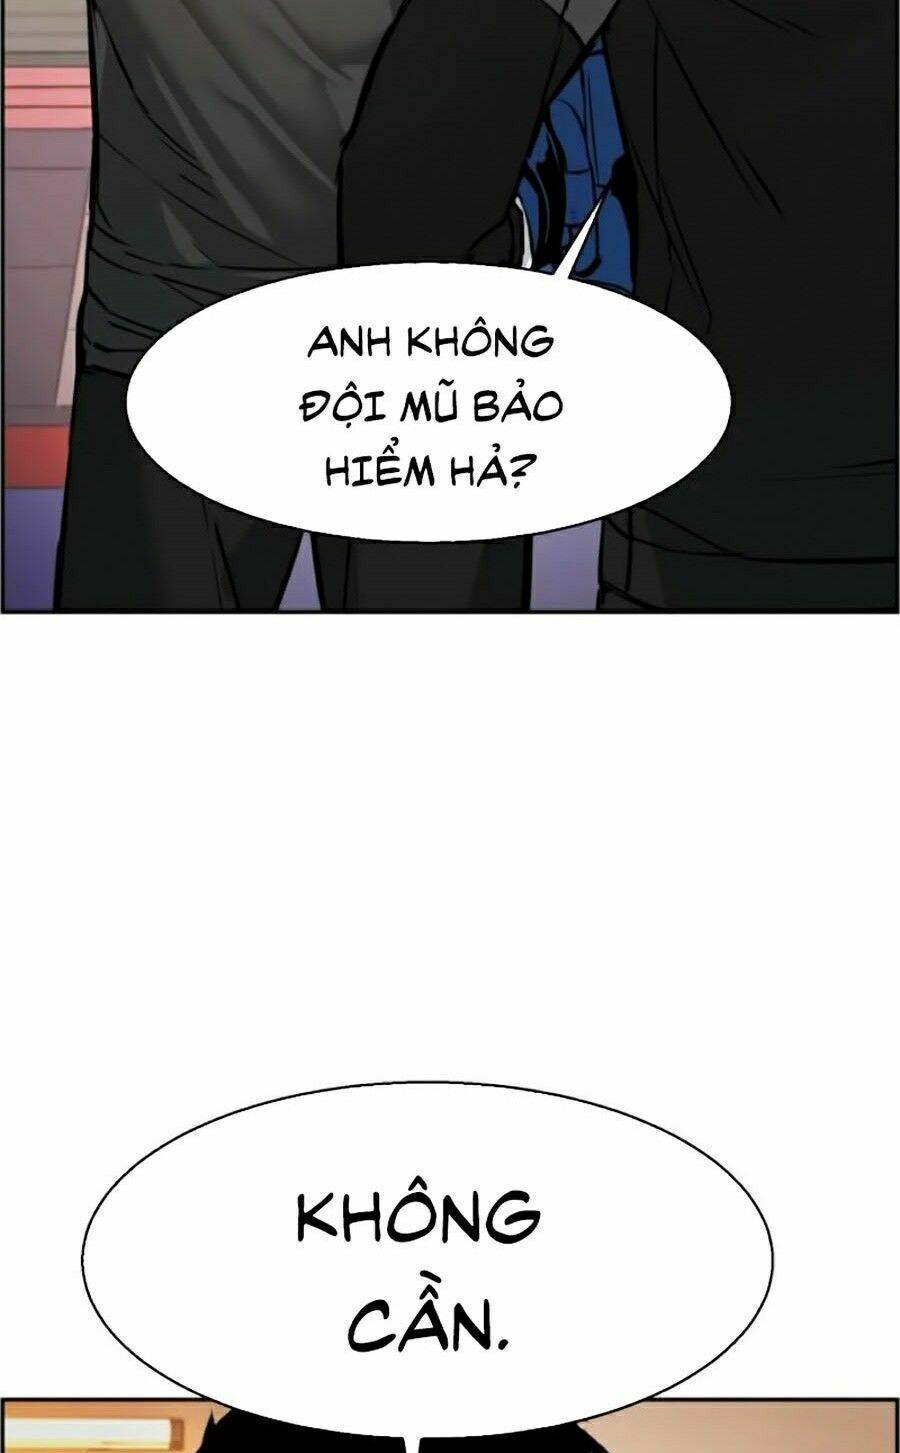 ANH KHÔNG
ĐỘI MŨ BẢO
HIỂM HẢ?
KHÔNG
CẦN.